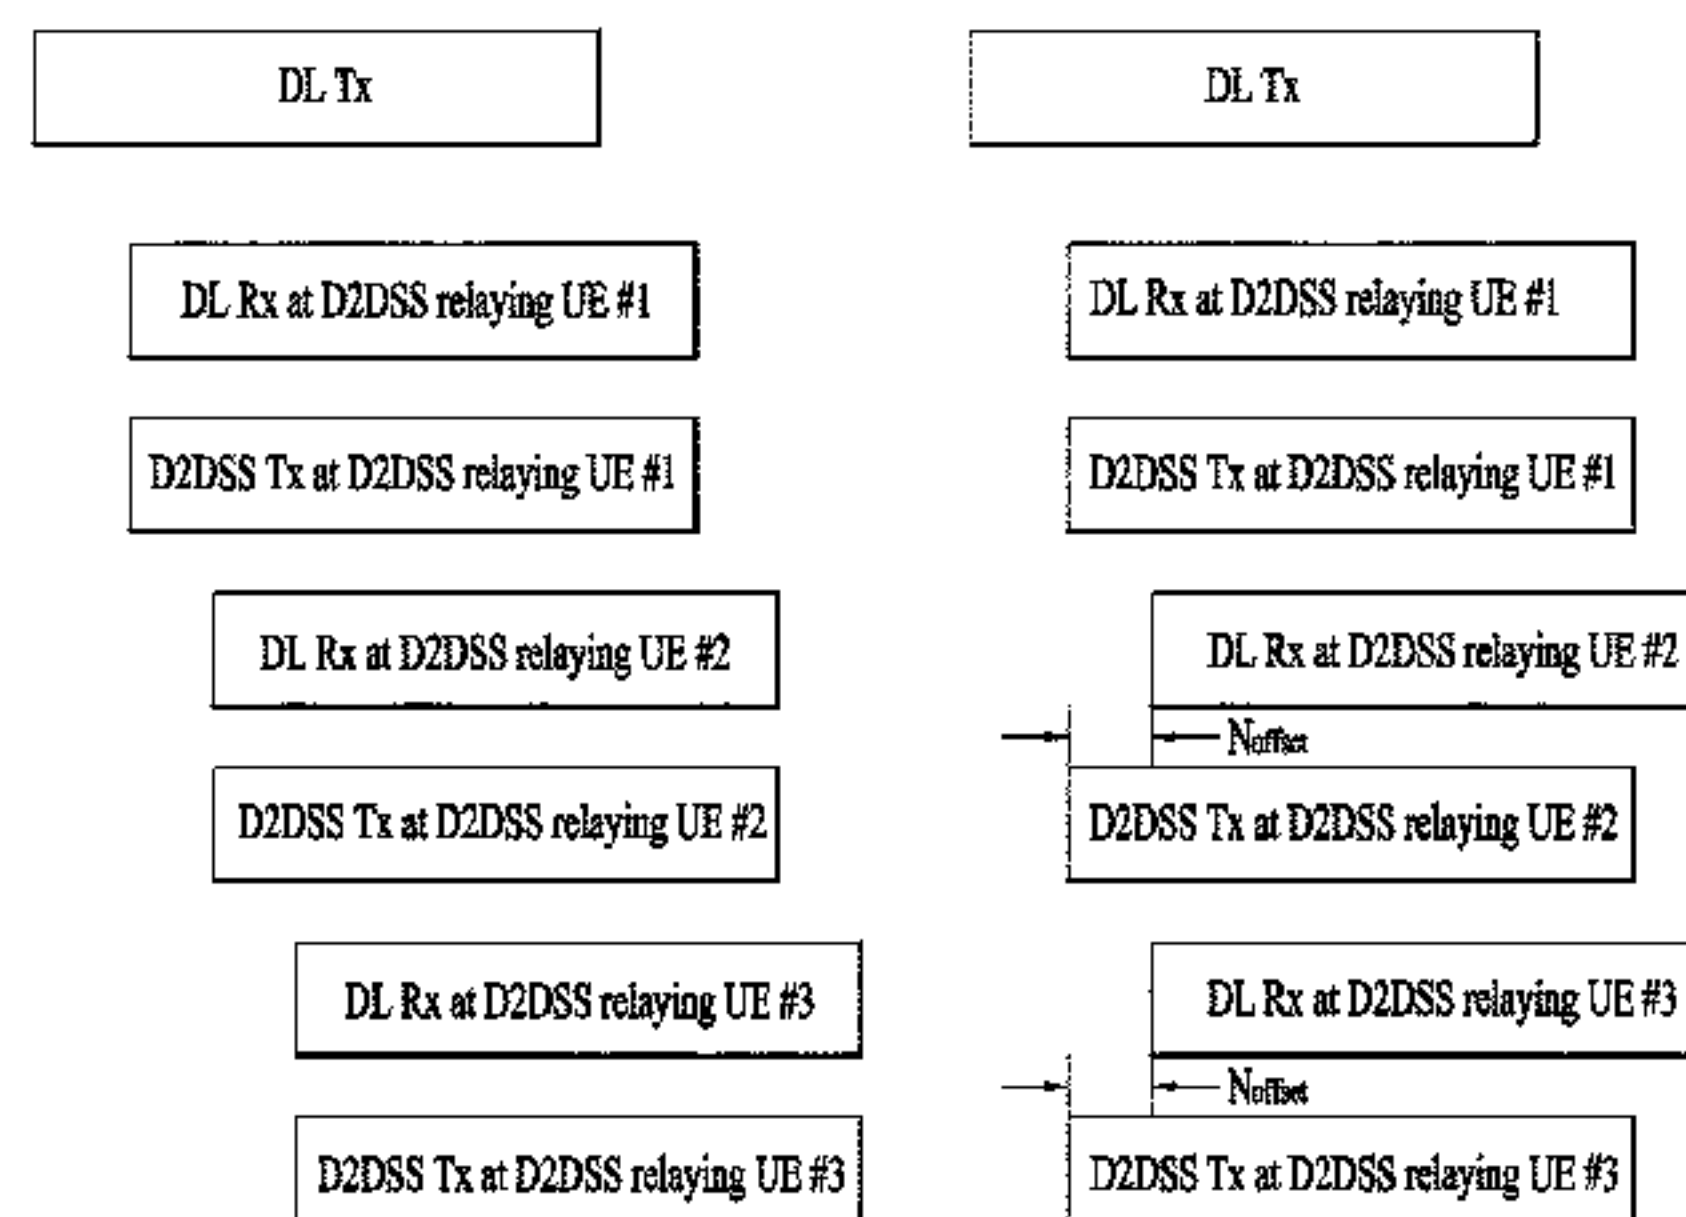 DL Tx
DL Rx at D2DSS relaying UE #1
D2DSS Tx at D2DSS relaying UE #1
DL Rx at D2DSS relaying UE #2
D2DSS Tx at D2DSS relaying UE #2
DL Rx at D2DSS relaying UE #3
D2DSS Tx at D2DSS relaying UE #3
DL Tx
DL Rx at D2DSS relaying UE #1
D2DSS Tx at D2DSS relaying UE #1
DL Rx at D2DSS relaying UE #2
Noffset
D2DSS Tx at D2DSS relaying UE #2
DL Rx at D2DSS relaying UE #3
Noffset
D2DSS Tx at D2DSS relaying UE #3